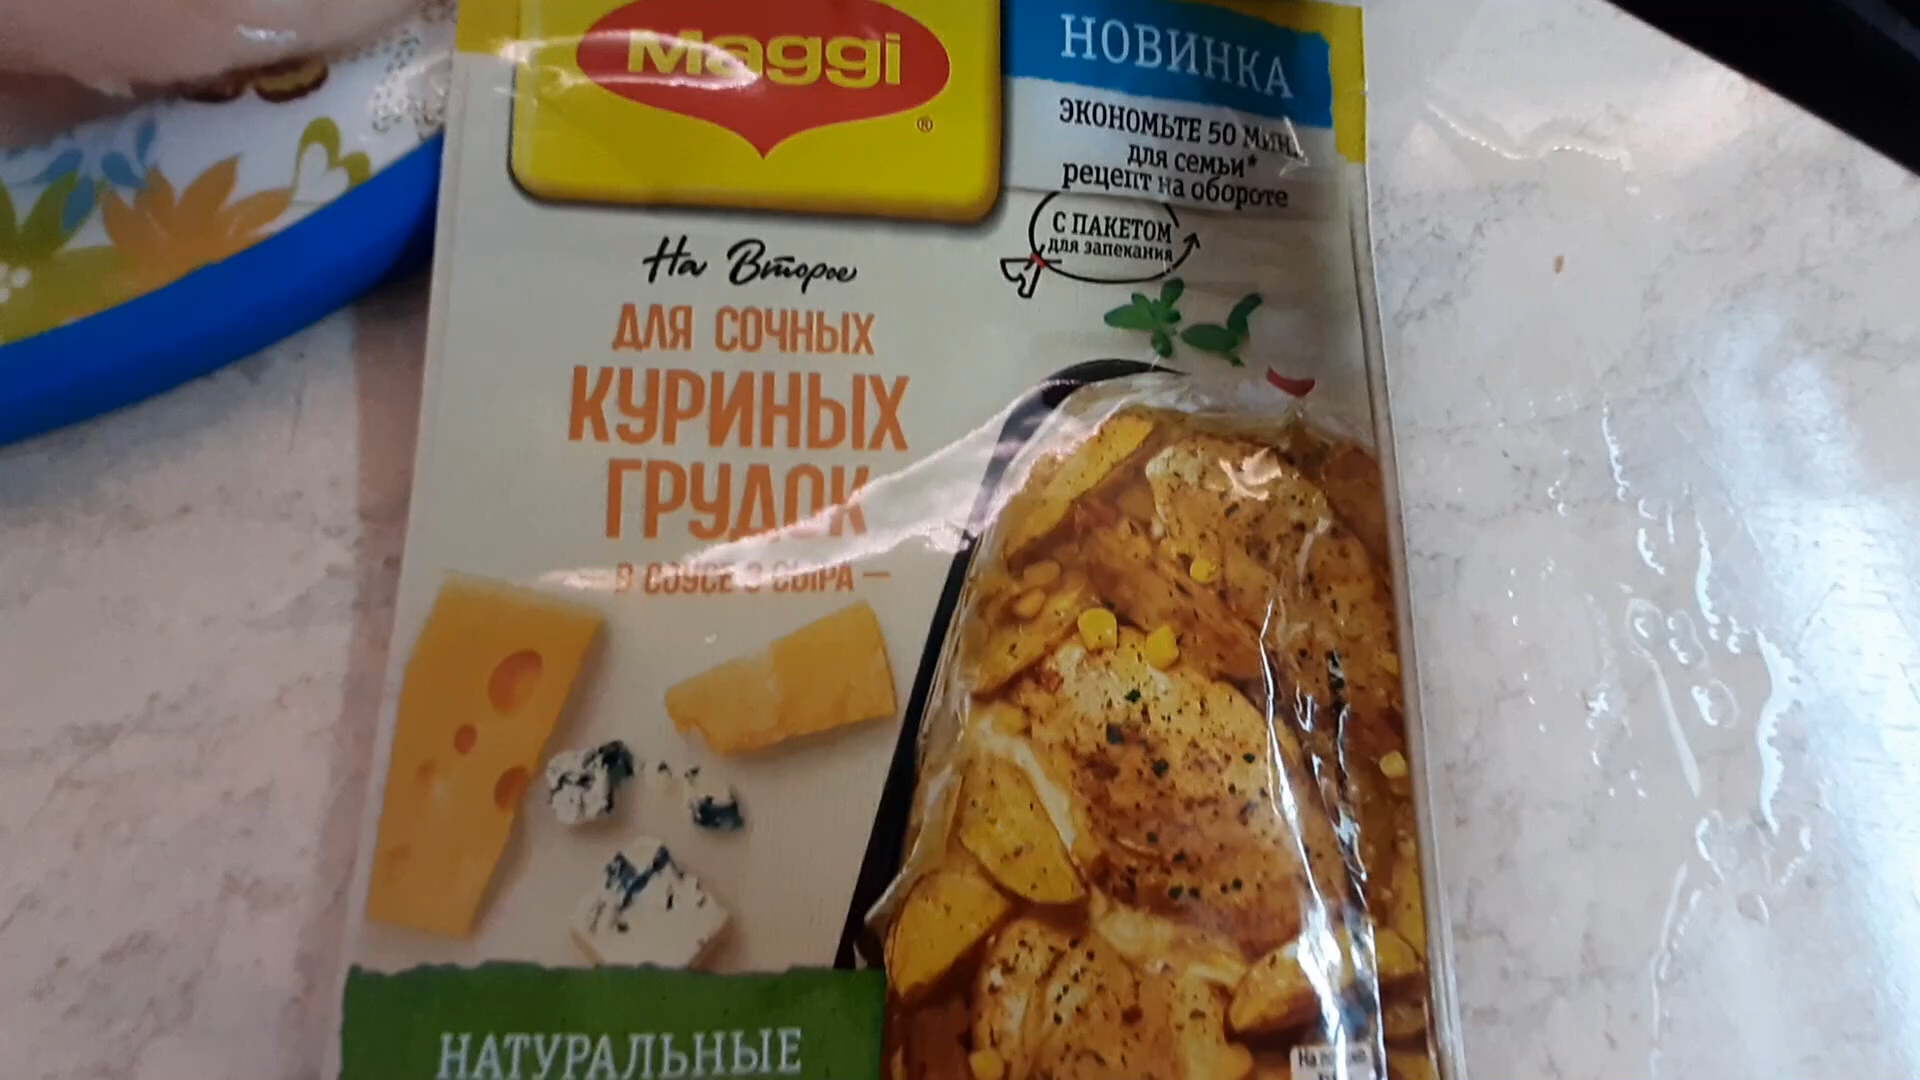 Maggi
®
НОВИНКА
ЭКОНОМЬТЕ 50 МИН.
для семьи*
рецепт на обороте
С ПАКЕТОМ
для запекания
На Второе
ДЛЯ СОЧНЫХ
КУРИНЫХ
ГРУДОК
— В СОУСЕ 3 СЫРА —
НАТУРАЛЬНЫЕ